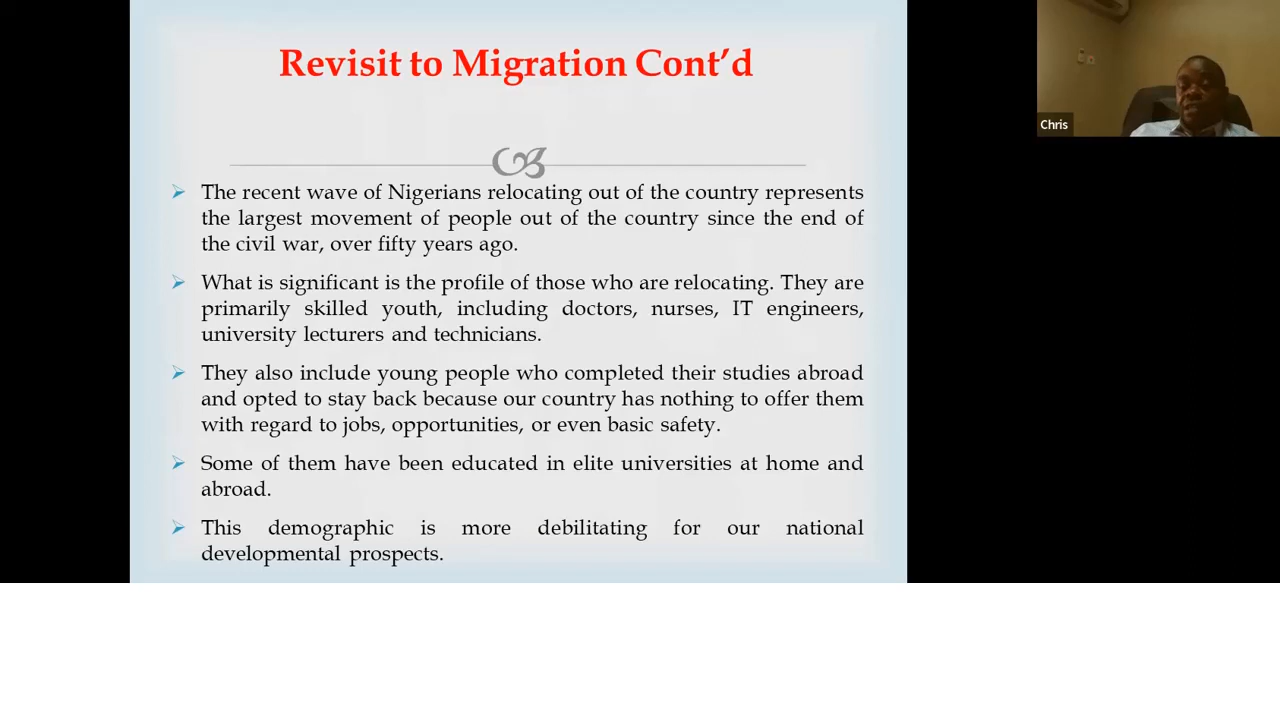 Revisit to Migration Cont’d
Chris
The recent wave of Nigerians relocating out of the country represents
the largest movement of people out of the country since the end of
the civil war, over fifty years ago.
What is significant is the profile of those who are relocating. They are
primarily skilled youth, including doctors, nurses, IT engineers,
university lecturers and technicians.
They also include young people who completed their studies abroad
and opted to stay back because our country has nothing to offer them
with regard to jobs, opportunities, or even basic safety.
Some of them have been educated in elite universities at home and
abroad.
This demographic is more debilitating for our national
developmental prospects.